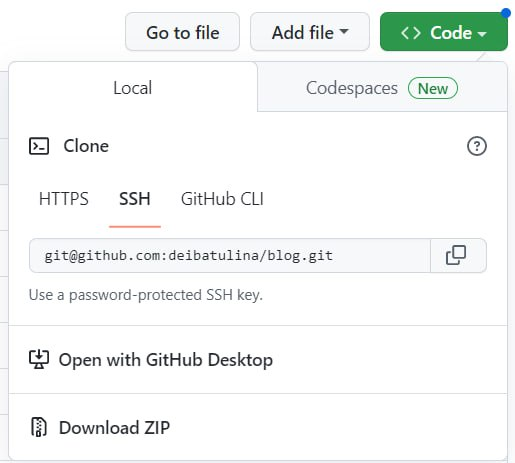 Go to file Add file <> Code
Local Codespaces New
Clone
HTTPS SSH GitHub CLI
git@github.com:deibatulina/blog.git
Use a password-protected SSH key.
Open with GitHub Desktop
Download ZIP